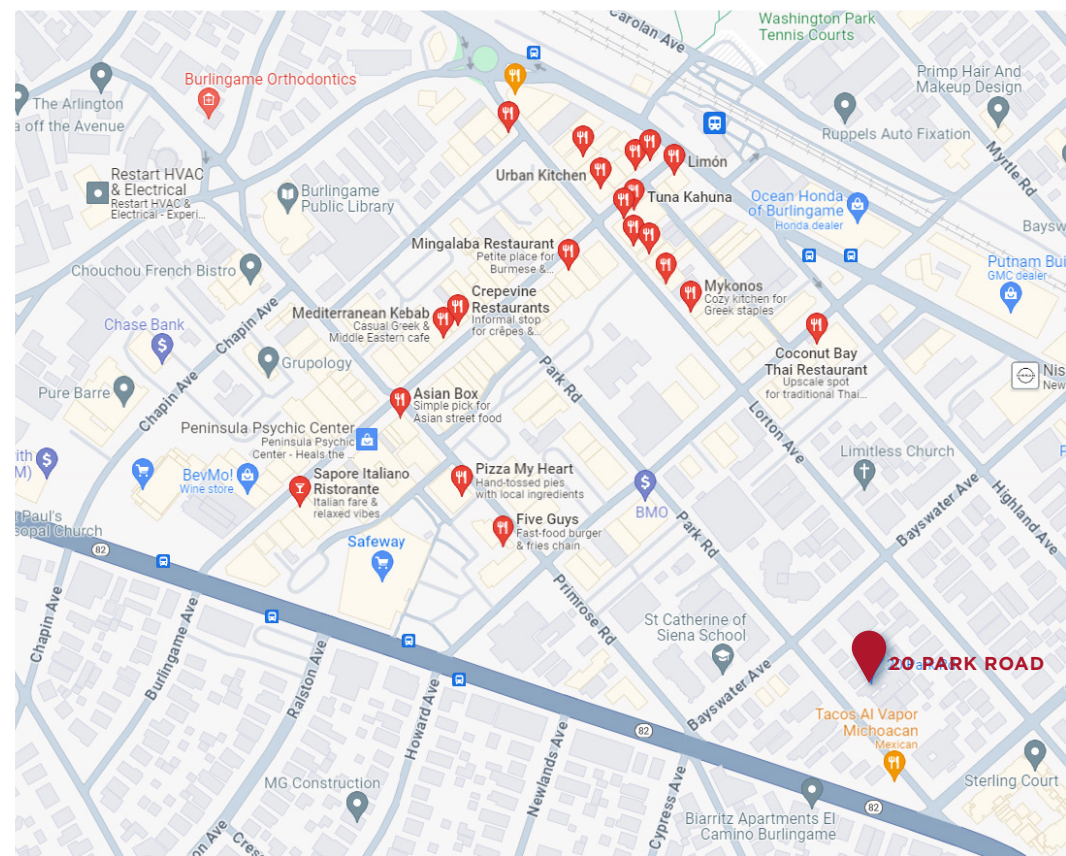 Carolan Ave
Washington Park
Tennis Courts
Burlingame Orthodontics
Primp Hair And
Makeup Design
The Arlington
a off the Avenue
Ruppels Auto Fixation
Myrtle Rd
Restart HVAC
& Electrical
Restart HVAC &
Electrical - Experi...
Burlingame
Public Library
Urban Kitchen
Limón
Tuna Kahuna
Ocean Honda
of Burlingame
Honda dealer
Baysw
Mingalaba Restaurant
Petite place for
Burmese &...
Chouchou French Bistro
Putnam Bui
GMC dealer
Mykonos
Cozy kitchen for
Greek staples
Crepevine
Restaurants
Informal stop
for crêpes &...
Mediterranean Kebab
Casual Greek &
Middle Eastern cafe
Chapin Ave
Chase Bank
Grupology
Coconut Bay
Thai Restaurant
Upscale spot
for traditional Thai...
Nis
New
Pure Barre
Chapin Ave
Park Rd
Asian Box
Simple pick for
Asian street food
Lorton Ave
Peninsula Psychic Center
Peninsula Psychic
Center - Heals the ...
Limitless Church
with
M)
BevMo!
Wine store
Sapore Italiano
Ristorante
Italian fare &
relaxed vibes
Pizza My Heart
Hand-tossed pies
with local ingredients
BMO
Bayswater Ave
Highland Ave
Paul's
opal Church
Five Guys
Fast-food burger
& fries chain
Park Rd
Safeway
82
Primrose Rd
Chapin Ave
Burlingame Ave
Ralston Ave
Howard Ave
St Catherine of
Siena School
20 PARK ROAD
Bayswater Ave
Tacos Al Vapor
Michoacan
Mexican
82
Newlands Ave
Cypress Ave
MG Construction
Sterling Court
82
Biarritz Apartments El
Camino Burlingame
on Ave
Cres